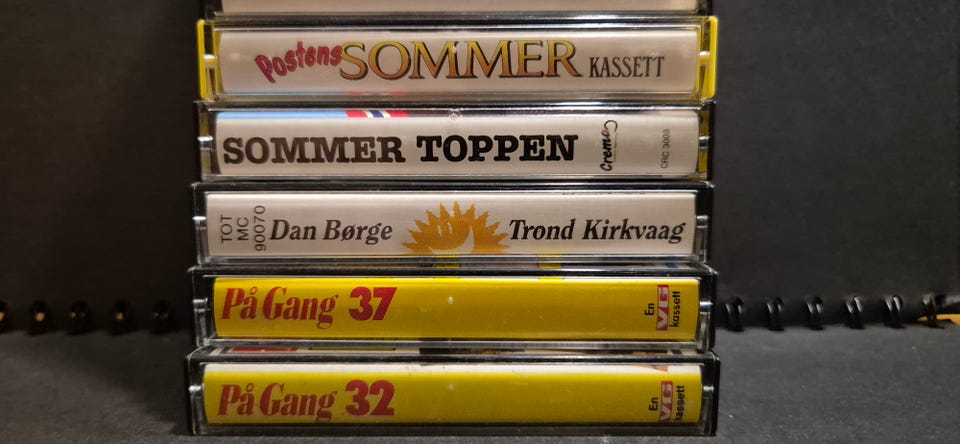 Postens SOMMER KASSETT
SOMMER TOPPEN Crema CRC 3008
TOT
MC
90070
Dan Børge Trond Kirkvaag
På Gang 37
En
VG
kassett
På Gang 32
En
VG
kassett